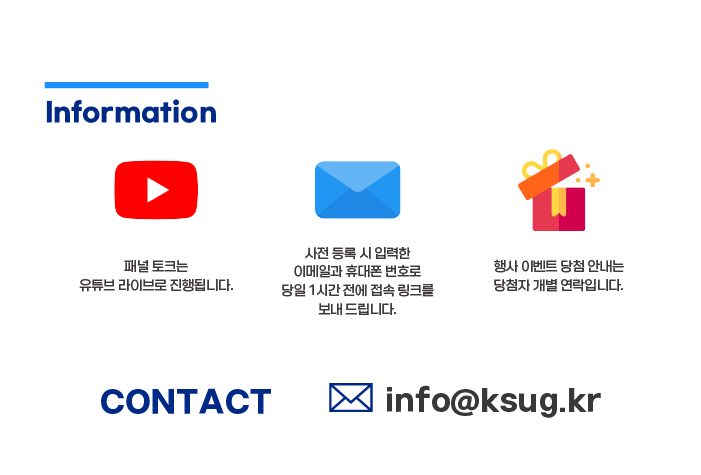 Information
패널 토크는
유튜브 라이브로 진행됩니다.
사전 등록 시 입력한
이메일과 휴대폰 번호로
당일 1시간 전에 접속 링크를
보내 드립니다.
행사 이벤트 당첨 안내는
당첨자 개별 연락입니다.
CONTACT
info@ksug.kr